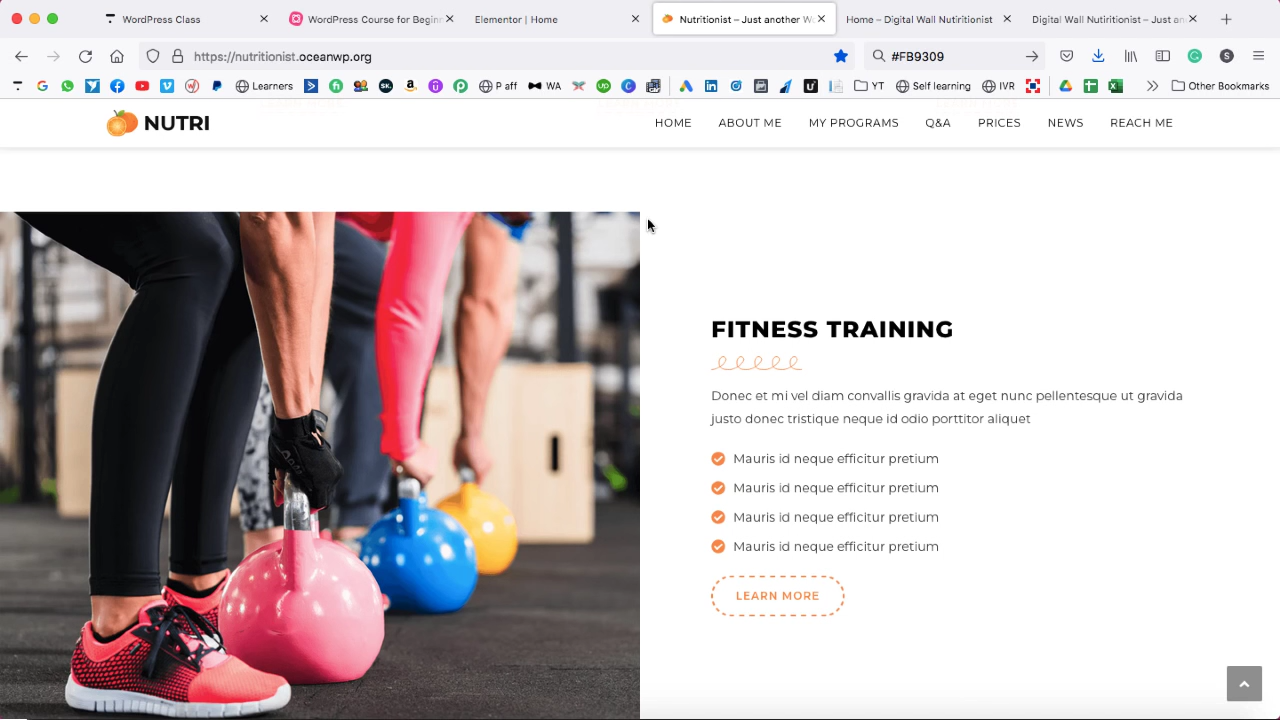 WordPress Class
WordPress Course for Beginn
Elementor | Home
Nutritionist – Just another W
Home – Digital Wall Nutiritionist
Digital Wall Nutiritionist – Just an
https://nutritionist.oceanwp.org
#FB9309
S
Learners
P aff
WA
YT
Self learning
IVR
Other Bookmarks
NUTRI
HOME
ABOUT ME
MY PROGRAMS
Q&A
PRICES
NEWS
REACH ME
FITNESS TRAINING
Donec et mi vel diam convallis gravida at eget nunc pellentesque ut gravida
justo donec tristique neque id odio porttitor aliquet
Mauris id neque efficitur pretium
Mauris id neque efficitur pretium
Mauris id neque efficitur pretium
Mauris id neque efficitur pretium
LEARN MORE